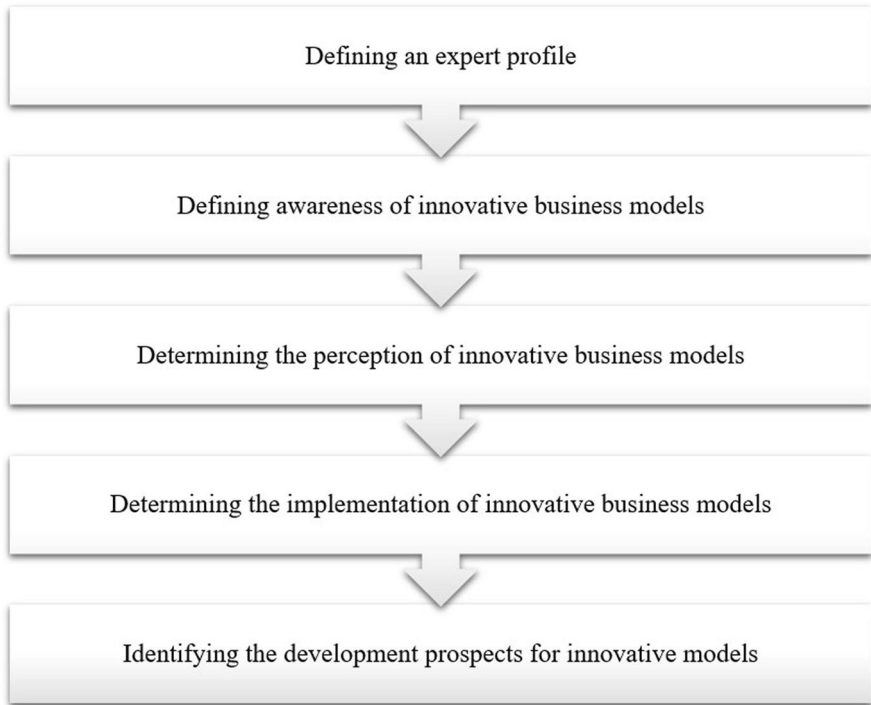 Defining an expert profile
Defining awareness of innovative business models
Determining the perception of innovative business models
Determining the implementation of innovative business models
Identifying the development prospects for innovative models